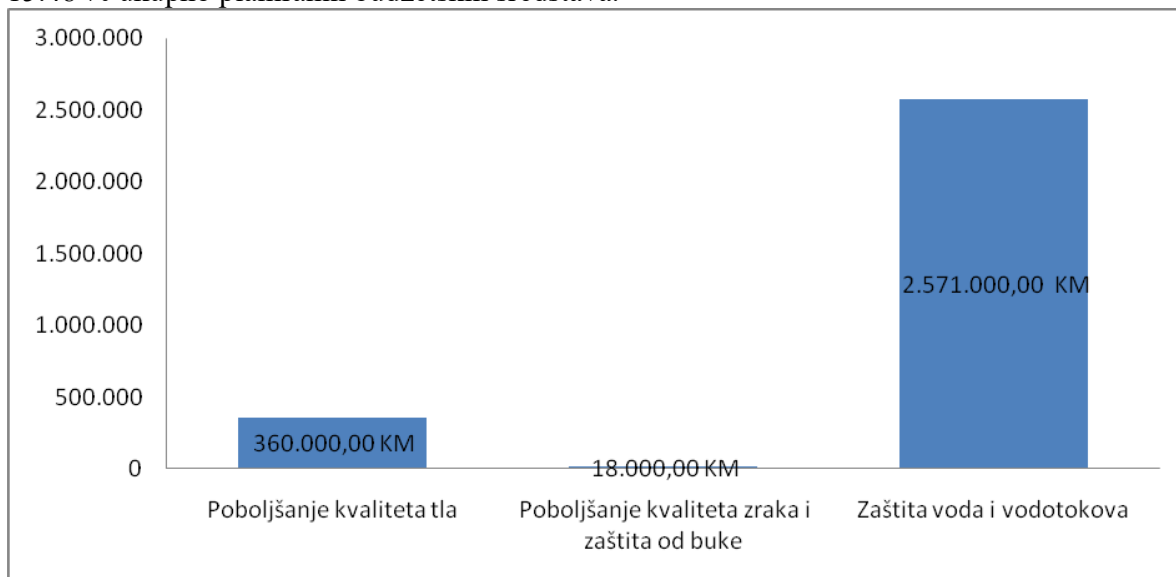 3.000.000
2.500.000
2.000.000
1.500.000
1.000.000
500.000
0
2.571.000,00 KM
360.000,00 KM
18.000,00 KM
Poboljšanje kvaliteta tla
Poboljšanje kvaliteta zraka i
zaštita od buke
Zaštita voda i vodotokova